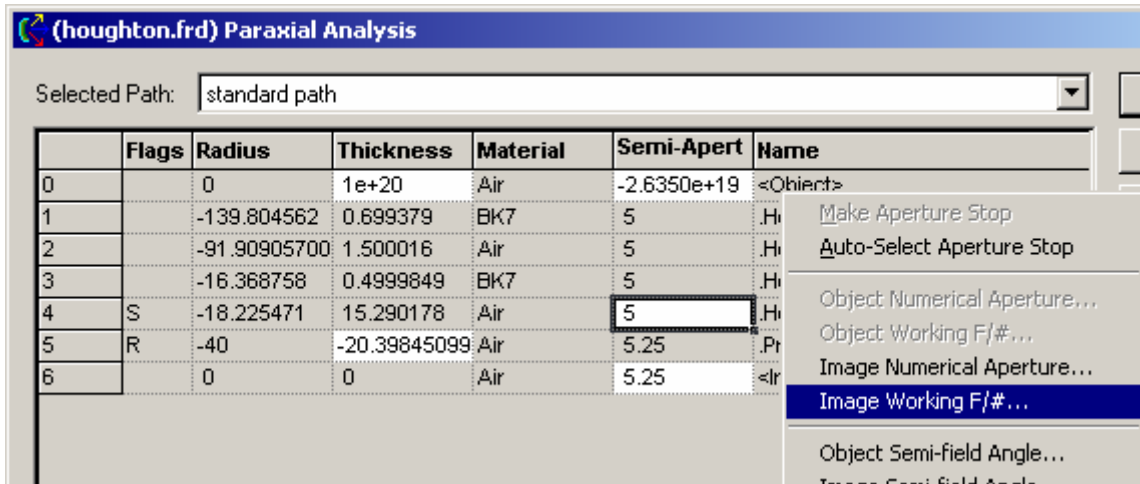 (houghton.frd) Paraxial Analysis
Selected Path: standard path
Flags Radius Thickness Material Semi-Apert Name
0 0 1e+20 Air -2.6350e+19 <Object>
1 -139.804562 0.699379 BK7 5
2 -91.90905700 1.500016 Air 5
3 -16.368758 0.4999849 BK7 5
4 S -18.225471 15.290178 Air 5
5 R -40 -20.39845099 Air 5.25
6 0 0 Air 5.25
Make Aperture Stop
Auto-Select Aperture Stop
Object Numerical Aperture...
Object Working F/#...
Image Numerical Aperture...
Image Working F/#...
Object Semi-field Angle...
Image Semi-field Angle